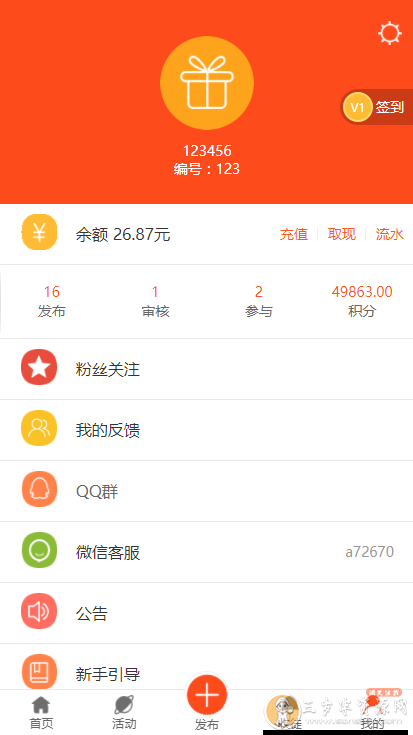 V1 签到
123456
编号：123
¥ 余额 26.87元 充值 取现 流水
16 1 2 49863.00
发布 审核 参与 积分
粉丝关注
我的反馈
QQ群
微信客服 a72670
公告
新手引导
首页 活动 发布 我的